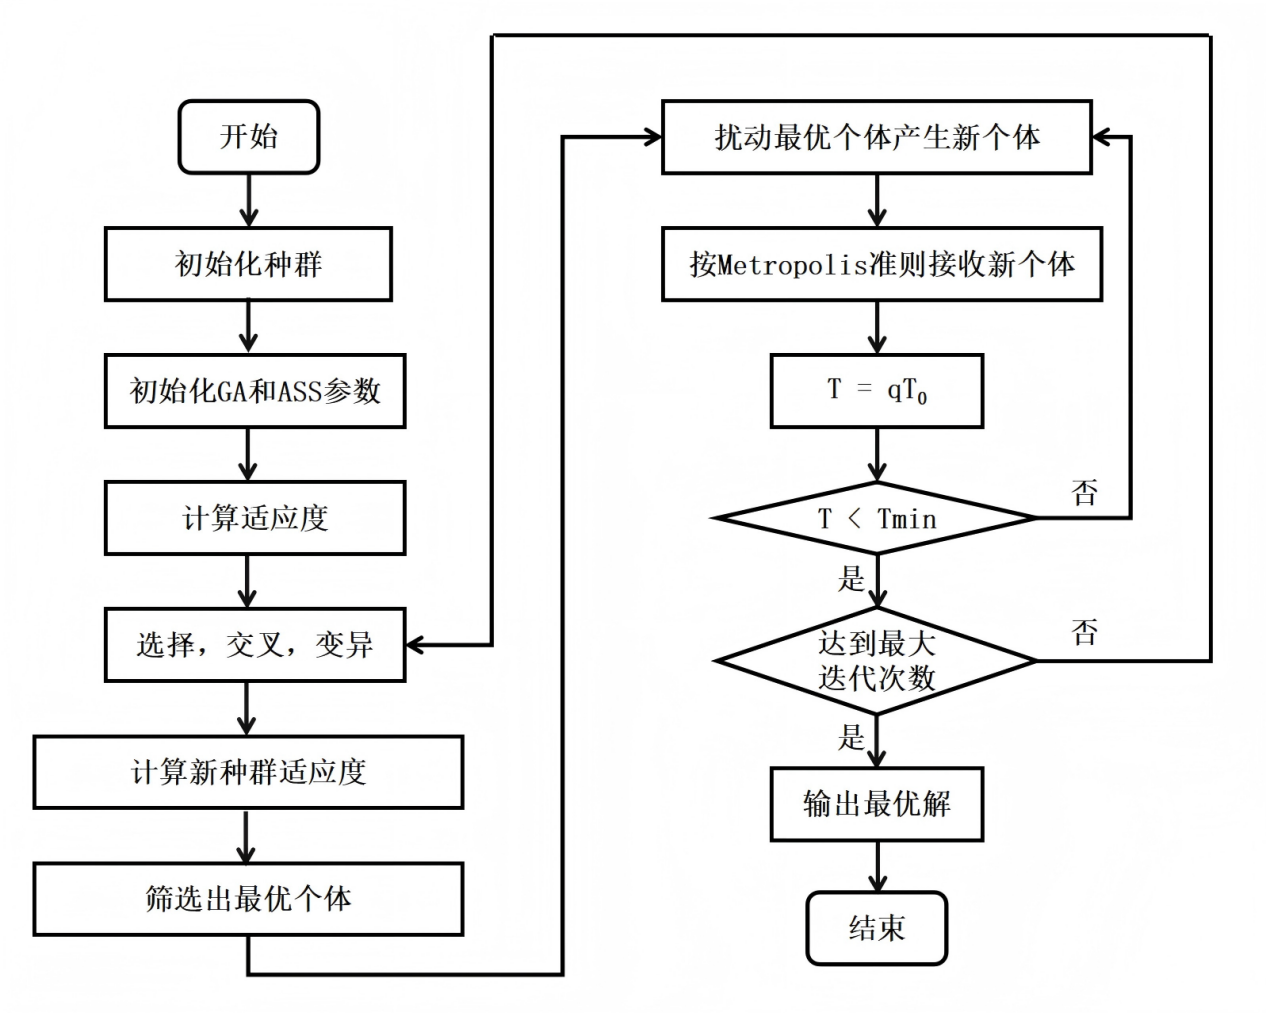 开始
初始化种群
初始化GA和ASS参数
计算适应度
选择，交叉，变异
计算新种群适应度
筛选出最优个体
扰动最优个体产生新个体
按Metropolis准则接收新个体
T = qT₀
T < Tmin
否
是
达到最大
迭代次数
否
是
输出最优解
结束